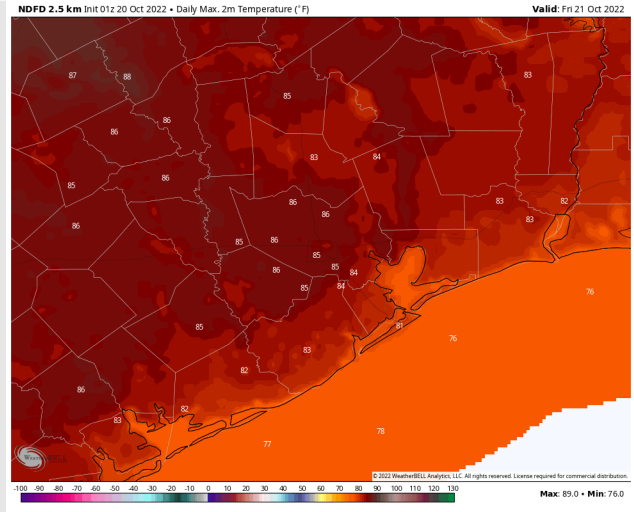 NDFD 2.5 km Init 01z 20 Oct 2022 • Daily Max. 2m Temperature (°F) Valid: Fri 21 Oct 2022
87 88 83
85
86 86
83 84
85 86
86 83 82
86 86 83
85 86
85
86 85 84
85 84
85 81 76
76
83
82
86
83 82
78
77
© 2022 WeatherBELL Analytics, LLC. All rights reserved. License required for commercial distribution.
-100 -90 -80 -70 -60 -50 -40 -30 -20 -10 0 10 20 30 40 50 60 70 80 90 100 110 120 130
Max: 89.0 • Min: 76.0